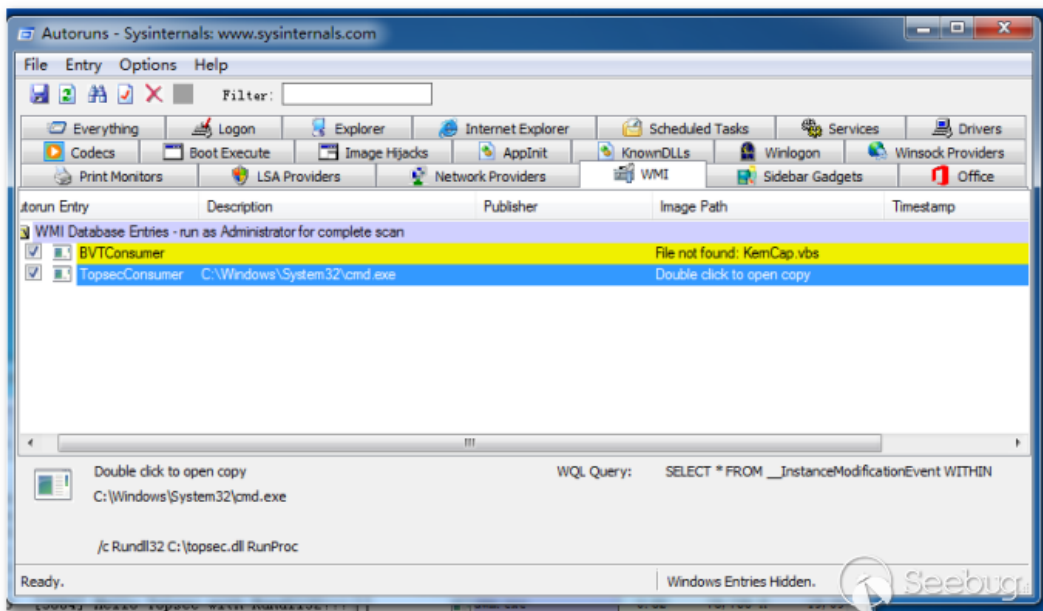 Autoruns - Sysinternals: www.sysinternals.com
File Entry Options Help
Filter:
Everything Logon Explorer Internet Explorer Scheduled Tasks Services Drivers
Codecs Boot Execute Image Hijacks AppInit KnownDLLs Winlogon Winsock Providers
Print Monitors LSA Providers Network Providers WMI Sidebar Gadgets Office
utorun Entry Description Publisher Image Path Timestamp
WMI Database Entries - run as Administrator for complete scan
BVTConsumer File not found: KernCap.vbs
TopsecConsumer C:\Windows\System32\cmd.exe Double click to open copy
Double click to open copy WQL Query: SELECT * FROM __InstanceModificationEvent WITHIN
C:\Windows\System32\cmd.exe
/c Rundll32 C:\topsec.dll RunProc
Ready. Windows Entries Hidden.
Seebug